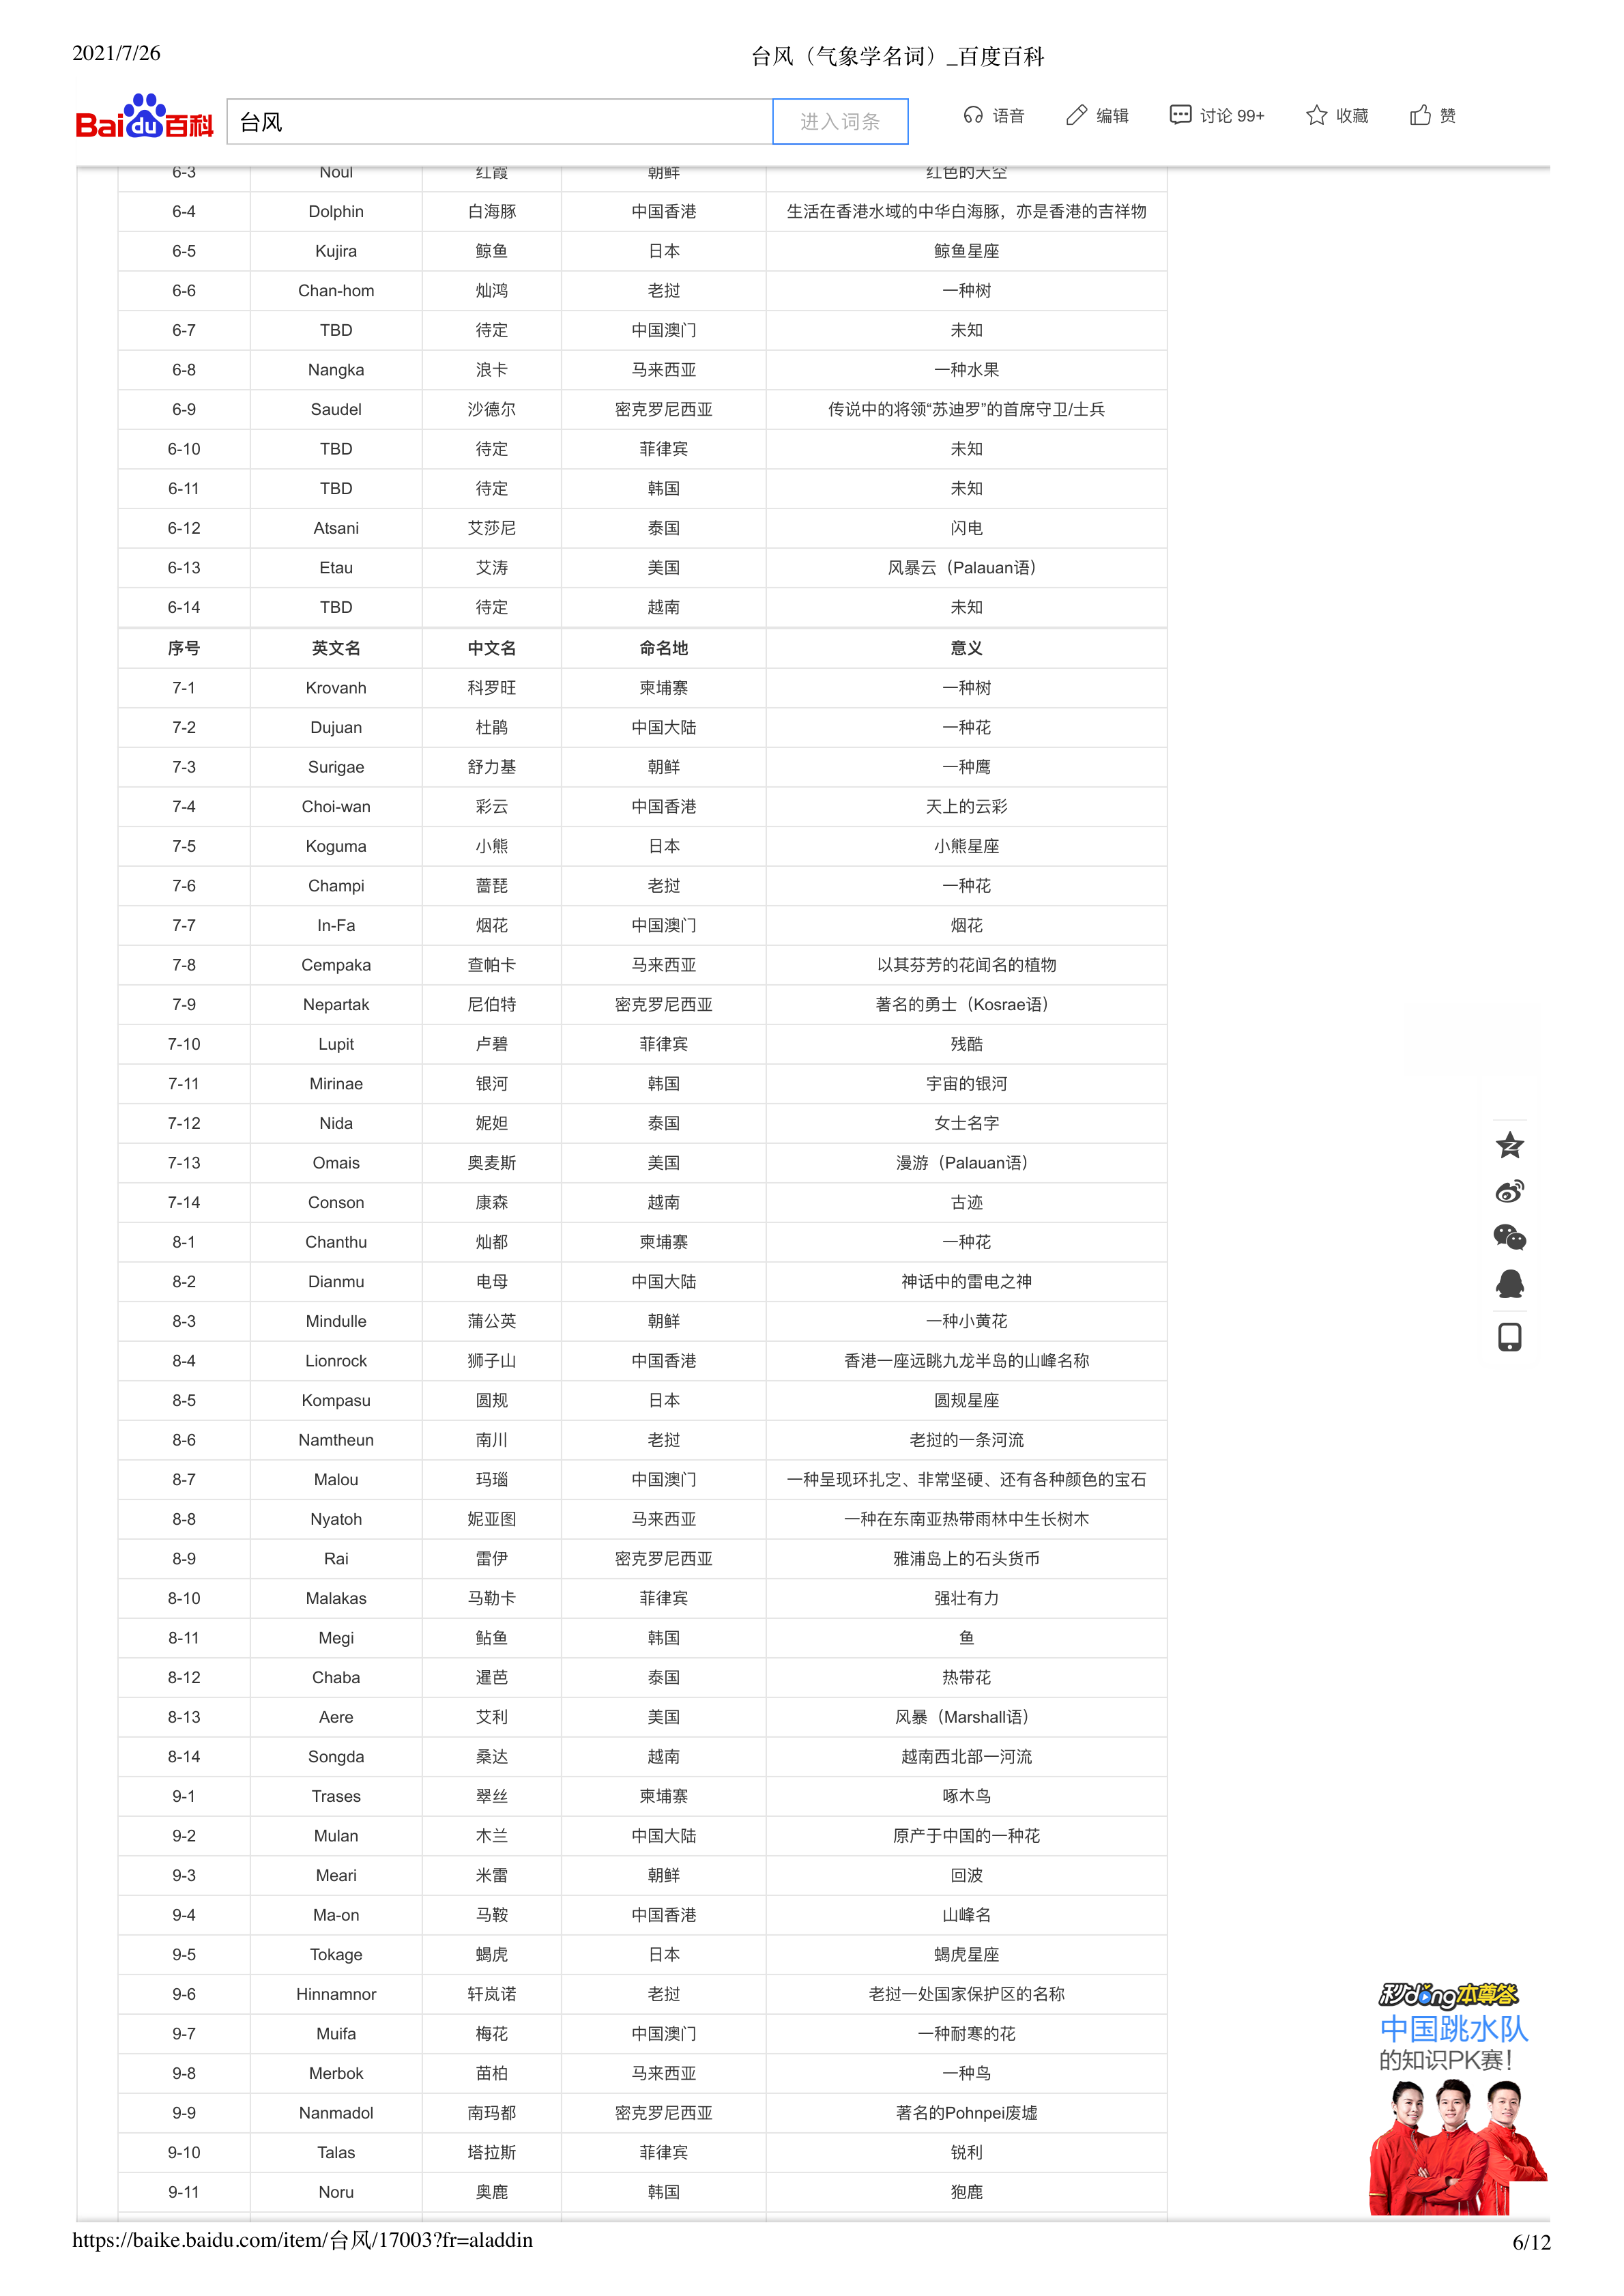 2021/7/26 台风（气象学名词）_百度百科
Bai du 百科 台风 进入词条 语音 编辑 讨论 99+ 收藏 赞
6-3 Noul 红霞 朝鲜 红色的天空
6-4 Dolphin 白海豚 中国香港 生活在香港水域的中华白海豚，亦是香港的吉祥物
6-5 Kujira 鲸鱼 日本 鲸鱼星座
6-6 Chan-hom 灿鸿 老挝 一种树
6-7 TBD 待定 中国澳门 未知
6-8 Nangka 浪卡 马来西亚 一种水果
6-9 Saudel 沙德尔 密克罗尼西亚 传说中的将领“苏迪罗”的首席守卫/士兵
6-10 TBD 待定 菲律宾 未知
6-11 TBD 待定 韩国 未知
6-12 Atsani 艾莎尼 泰国 闪电
6-13 Etau 艾涛 美国 风暴云（Palauan语）
6-14 TBD 待定 越南 未知
序号 英文名 中文名 命名地 意义
7-1 Krovanh 科罗旺 柬埔寨 一种树
7-2 Dujuan 杜鹃 中国大陆 一种花
7-3 Surigae 舒力基 朝鲜 一种鹰
7-4 Choi-wan 彩云 中国香港 天上的云彩
7-5 Koguma 小熊 日本 小熊星座
7-6 Champi 蔷琵 老挝 一种花
7-7 In-Fa 烟花 中国澳门 烟花
7-8 Cempaka 查帕卡 马来西亚 以其芬芳的花闻名的植物
7-9 Nepartak 尼伯特 密克罗尼西亚 著名的勇士（Kosrae语）
7-10 Lupit 卢碧 菲律宾 残酷
7-11 Mirinae 银河 韩国 宇宙的银河
7-12 Nida 妮妲 泰国 女士名字
7-13 Omais 奥麦斯 美国 漫游（Palauan语）
7-14 Conson 康森 越南 古迹
8-1 Chanthu 灿都 柬埔寨 一种花
8-2 Dianmu 电母 中国大陆 神话中的雷电之神
8-3 Mindulle 蒲公英 朝鲜 一种小黄花
8-4 Lionrock 狮子山 中国香港 香港一座远眺九龙半岛的山峰名称
8-5 Kompasu 圆规 日本 圆规星座
8-6 Namtheun 南川 老挝 老挝的一条河流
8-7 Malou 玛瑙 中国澳门 一种呈现环扎㝉、非常坚硬、还有各种颜色的宝石
8-8 Nyatoh 妮亚图 马来西亚 一种在东南亚热带雨林中生长树木
8-9 Rai 雷伊 密克罗尼西亚 雅浦岛上的石头货币
8-10 Malakas 马勒卡 菲律宾 强壮有力
8-11 Megi 鲇鱼 韩国 鱼
8-12 Chaba 暹芭 泰国 热带花
8-13 Aere 艾利 美国 风暴（Marshall语）
8-14 Songda 桑达 越南 越南西北部一河流
9-1 Trases 翠丝 柬埔寨 啄木鸟
9-2 Mulan 木兰 中国大陆 原产于中国的一种花
9-3 Meari 米雷 朝鲜 回波
9-4 Ma-on 马鞍 中国香港 山峰名
9-5 Tokage 蝎虎 日本 蝎虎星座
9-6 Hinnamnor 轩岚诺 老挝 老挝一处国家保护区的名称
9-7 Muifa 梅花 中国澳门 一种耐寒的花
9-8 Merbok 苗柏 马来西亚 一种鸟
9-9 Nanmadol 南玛都 密克罗尼西亚 著名的Pohnpei废墟
9-10 Talas 塔拉斯 菲律宾 锐利
9-11 Noru 奥鹿 韩国 狍鹿
秒dong本尊答
中国跳水队
的知识PK赛！
https://baike.baidu.com/item/台风/17003?fr=aladdin 6/12